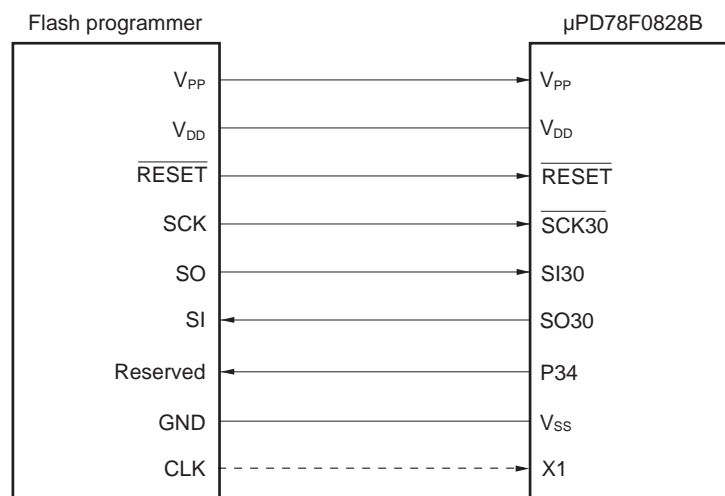 Flash programmer µPD78F0828B
VPP VPP
VDD VDD
RESET RESET
SCK SCK30
SO SI30
SI SO30
Reserved P34
GND VSS
CLK X1